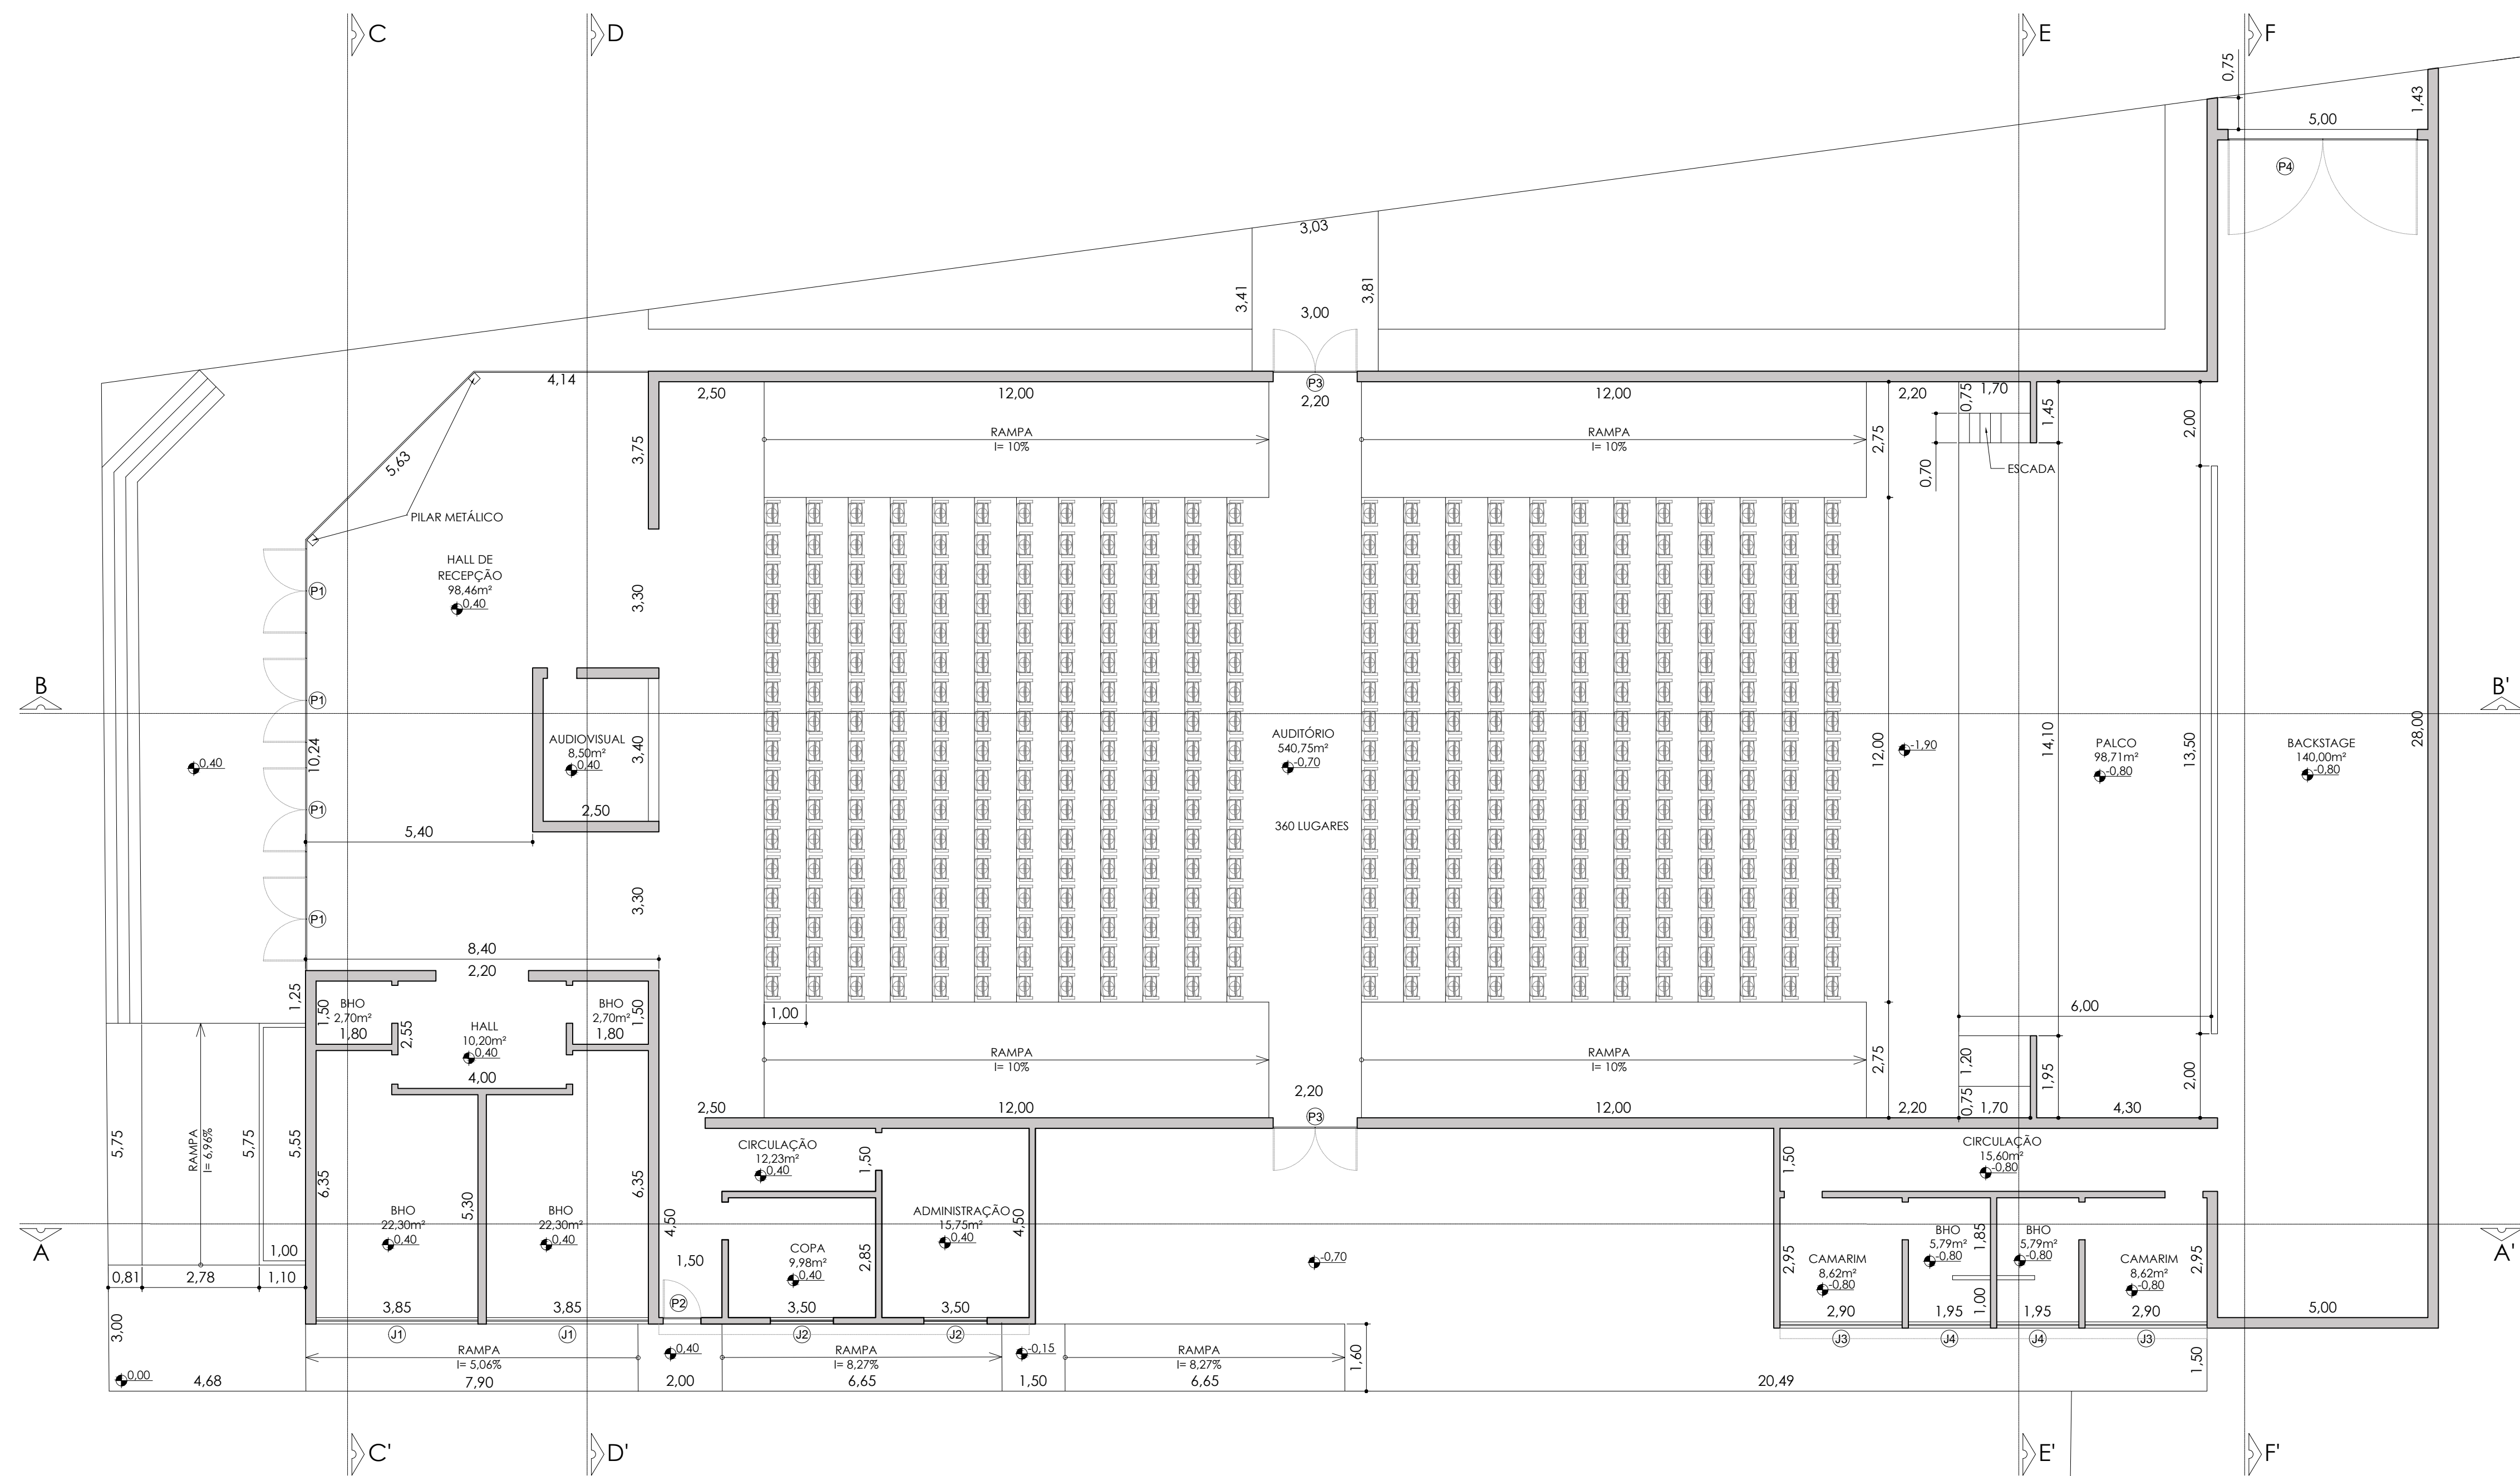 C
D
E
F
0,75
1,43
5,00
P4
3,03
3,41
3,81
3,00
4,14
2,50
12,00
P3
2,20
12,00
2,20
0,75
1,70
1,45
2,00
RAMPA
I= 10%
RAMPA
I= 10%
3,75
2,75
5,63
0,70
ESCADA
PILAR METÁLICO
HALL DE
RECEPÇÃO
98,46m²
0,40
P1
3,30
B
B'
P1
AUDIOVISUAL
8,50m²
0,40
3,40
2,50
10,24
0,40
P1
5,40
AUDITÓRIO
540,75m²
-0,70
360 LUGARES
12,00
-1,90
14,10
PALCO
98,71m²
-0,80
13,50
BACKSTAGE
140,00m²
-0,80
28,00
3,30
P1
8,40
2,20
1,25
1,50
BHO
2,70m²
1,80
2,55
HALL
10,20m²
0,40
4,00
BHO
2,70m²
1,80
1,50
1,00
6,00
RAMPA
I= 10%
RAMPA
I= 10%
2,75
1,20
0,75
1,95
2,00
2,50
12,00
2,20
P3
12,00
2,20
1,70
4,30
5,75
RAMPA
I= 6,96%
5,75
5,55
6,35
5,30
6,35
CIRCULAÇÃO
12,23m²
0,40
1,50
1,50
CIRCULAÇÃO
15,60m²
-0,80
BHO
22,30m²
0,40
BHO
22,30m²
0,40
4,50
1,50
ADMINISTRAÇÃO
15,75m²
0,40
4,50
COPA
9,98m²
0,40
2,85
-0,70
2,95
CAMARIM
8,62m²
-0,80
BHO
5,79m²
-0,80
1,85
BHO
5,79m²
-0,80
CAMARIM
8,62m²
-0,80
2,95
A
A'
1,00
0,81
2,78
1,10
3,85
3,85
P2
3,50
3,50
2,90
1,95
1,00
1,95
2,90
5,00
J1
J1
J2
J2
J3
J4
J4
J3
3,00
RAMPA
I= 5,06%
0,40
RAMPA
I= 8,27%
-0,15
RAMPA
I= 8,27%
1,60
1,50
0,00
4,68
7,90
2,00
6,65
1,50
6,65
20,49
C'
D'
E'
F'